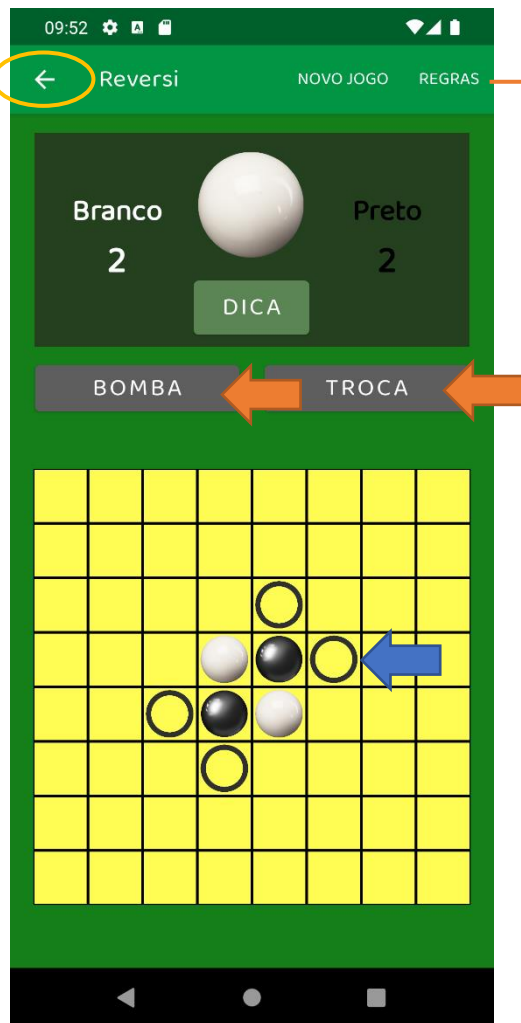 09:52
Reversi NOVO JOGO REGRAS
Branco Preto
2 2
DICA
BOMBA TROCA